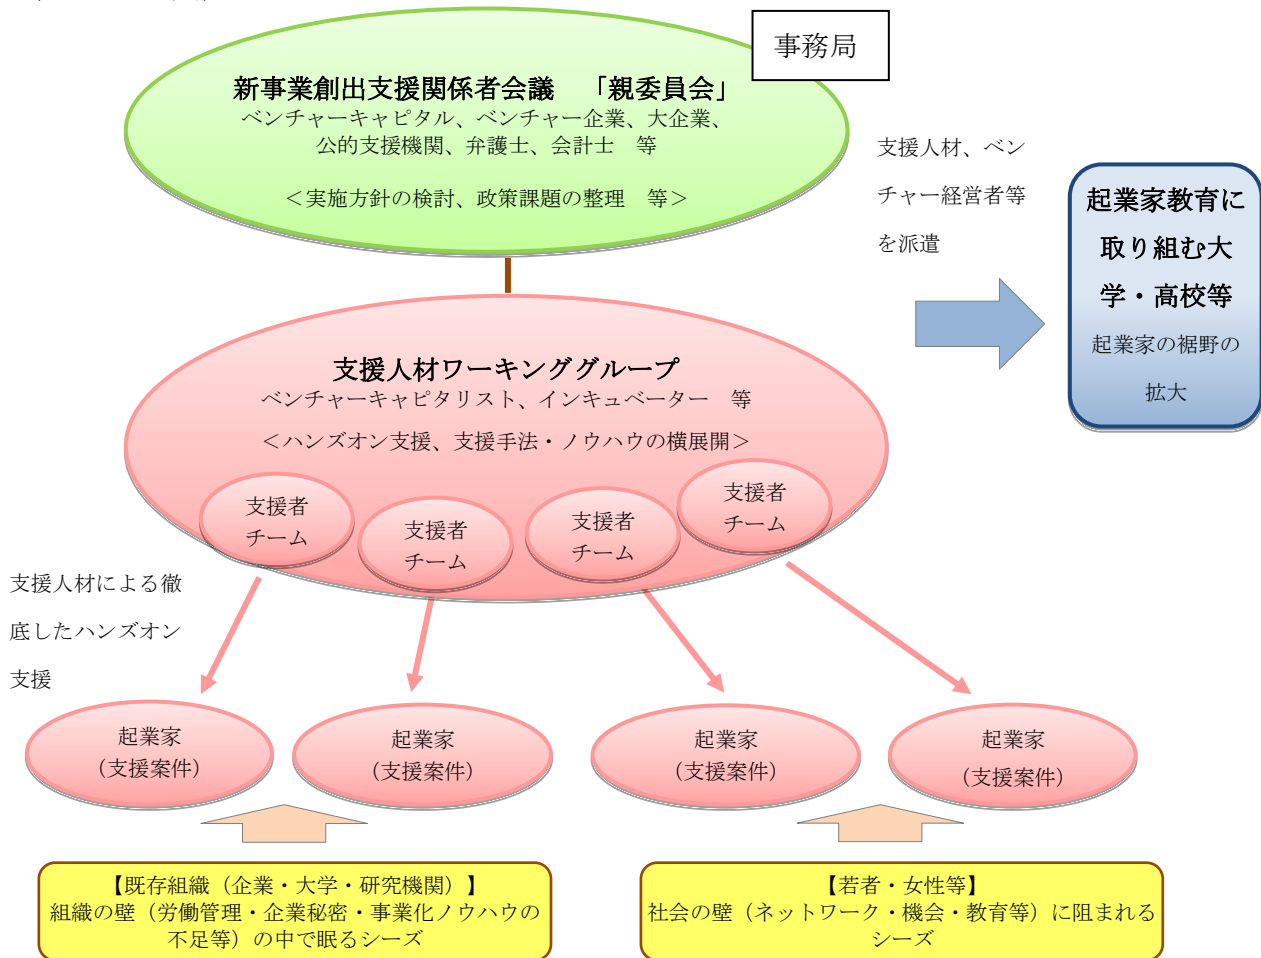 事務局
新事業創出支援関係者会議　「親委員会」
ベンチャーキャピタル、ベンチャー企業、大企業、
公的支援機関、弁護士、会計士　等
＜実施方針の検討、政策課題の整理　等＞
支援人材、ベン
チャー経営者等
を派遣
起業家教育に
取り組む大
学・高校等
起業家の裾野の
拡大
支援人材ワーキンググループ
ベンチャーキャピタリスト、インキュベーター　等
＜ハンズオン支援、支援手法・ノウハウの横展開＞
支援者
チーム
支援者
チーム
支援者
チーム
支援者
チーム
支援人材による徹
底したハンズオン
支援
起業家
（支援案件）
起業家
（支援案件）
起業家
（支援案件）
起業家
（支援案件）
【既存組織（企業・大学・研究機関）】
組織の壁（労働管理・企業秘密・事業化ノウハウの
不足等）の中で眠るシーズ
【若者・女性等】
社会の壁（ネットワーク・機会・教育等）に阻まれる
シーズ